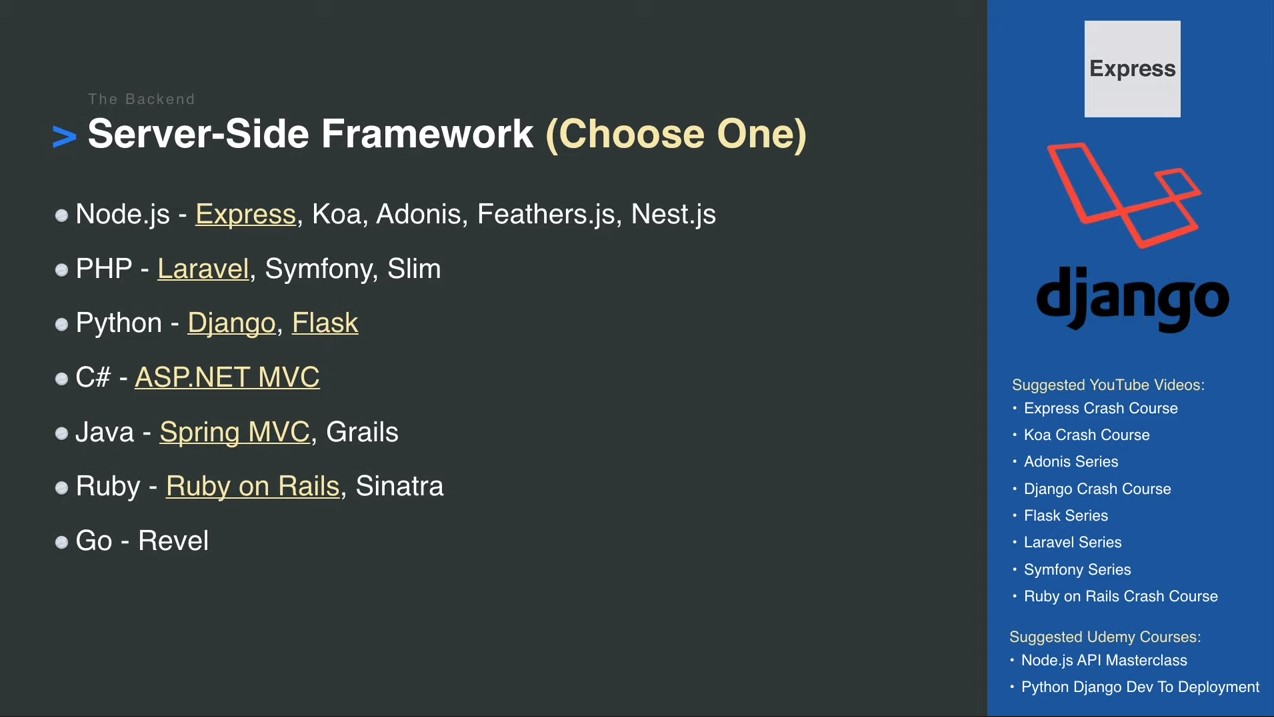 The Backend
> Server-Side Framework (Choose One)
Node.js - Express, Koa, Adonis, Feathers.js, Nest.js
PHP - Laravel, Symfony, Slim
Python - Django, Flask
C# - ASP.NET MVC
Java - Spring MVC, Grails
Ruby - Ruby on Rails, Sinatra
Go - Revel
Express
django
Suggested YouTube Videos:
• Express Crash Course
• Koa Crash Course
• Adonis Series
• Django Crash Course
• Flask Series
• Laravel Series
• Symfony Series
• Ruby on Rails Crash Course
Suggested Udemy Courses:
• Node.js API Masterclass
• Python Django Dev To Deployment